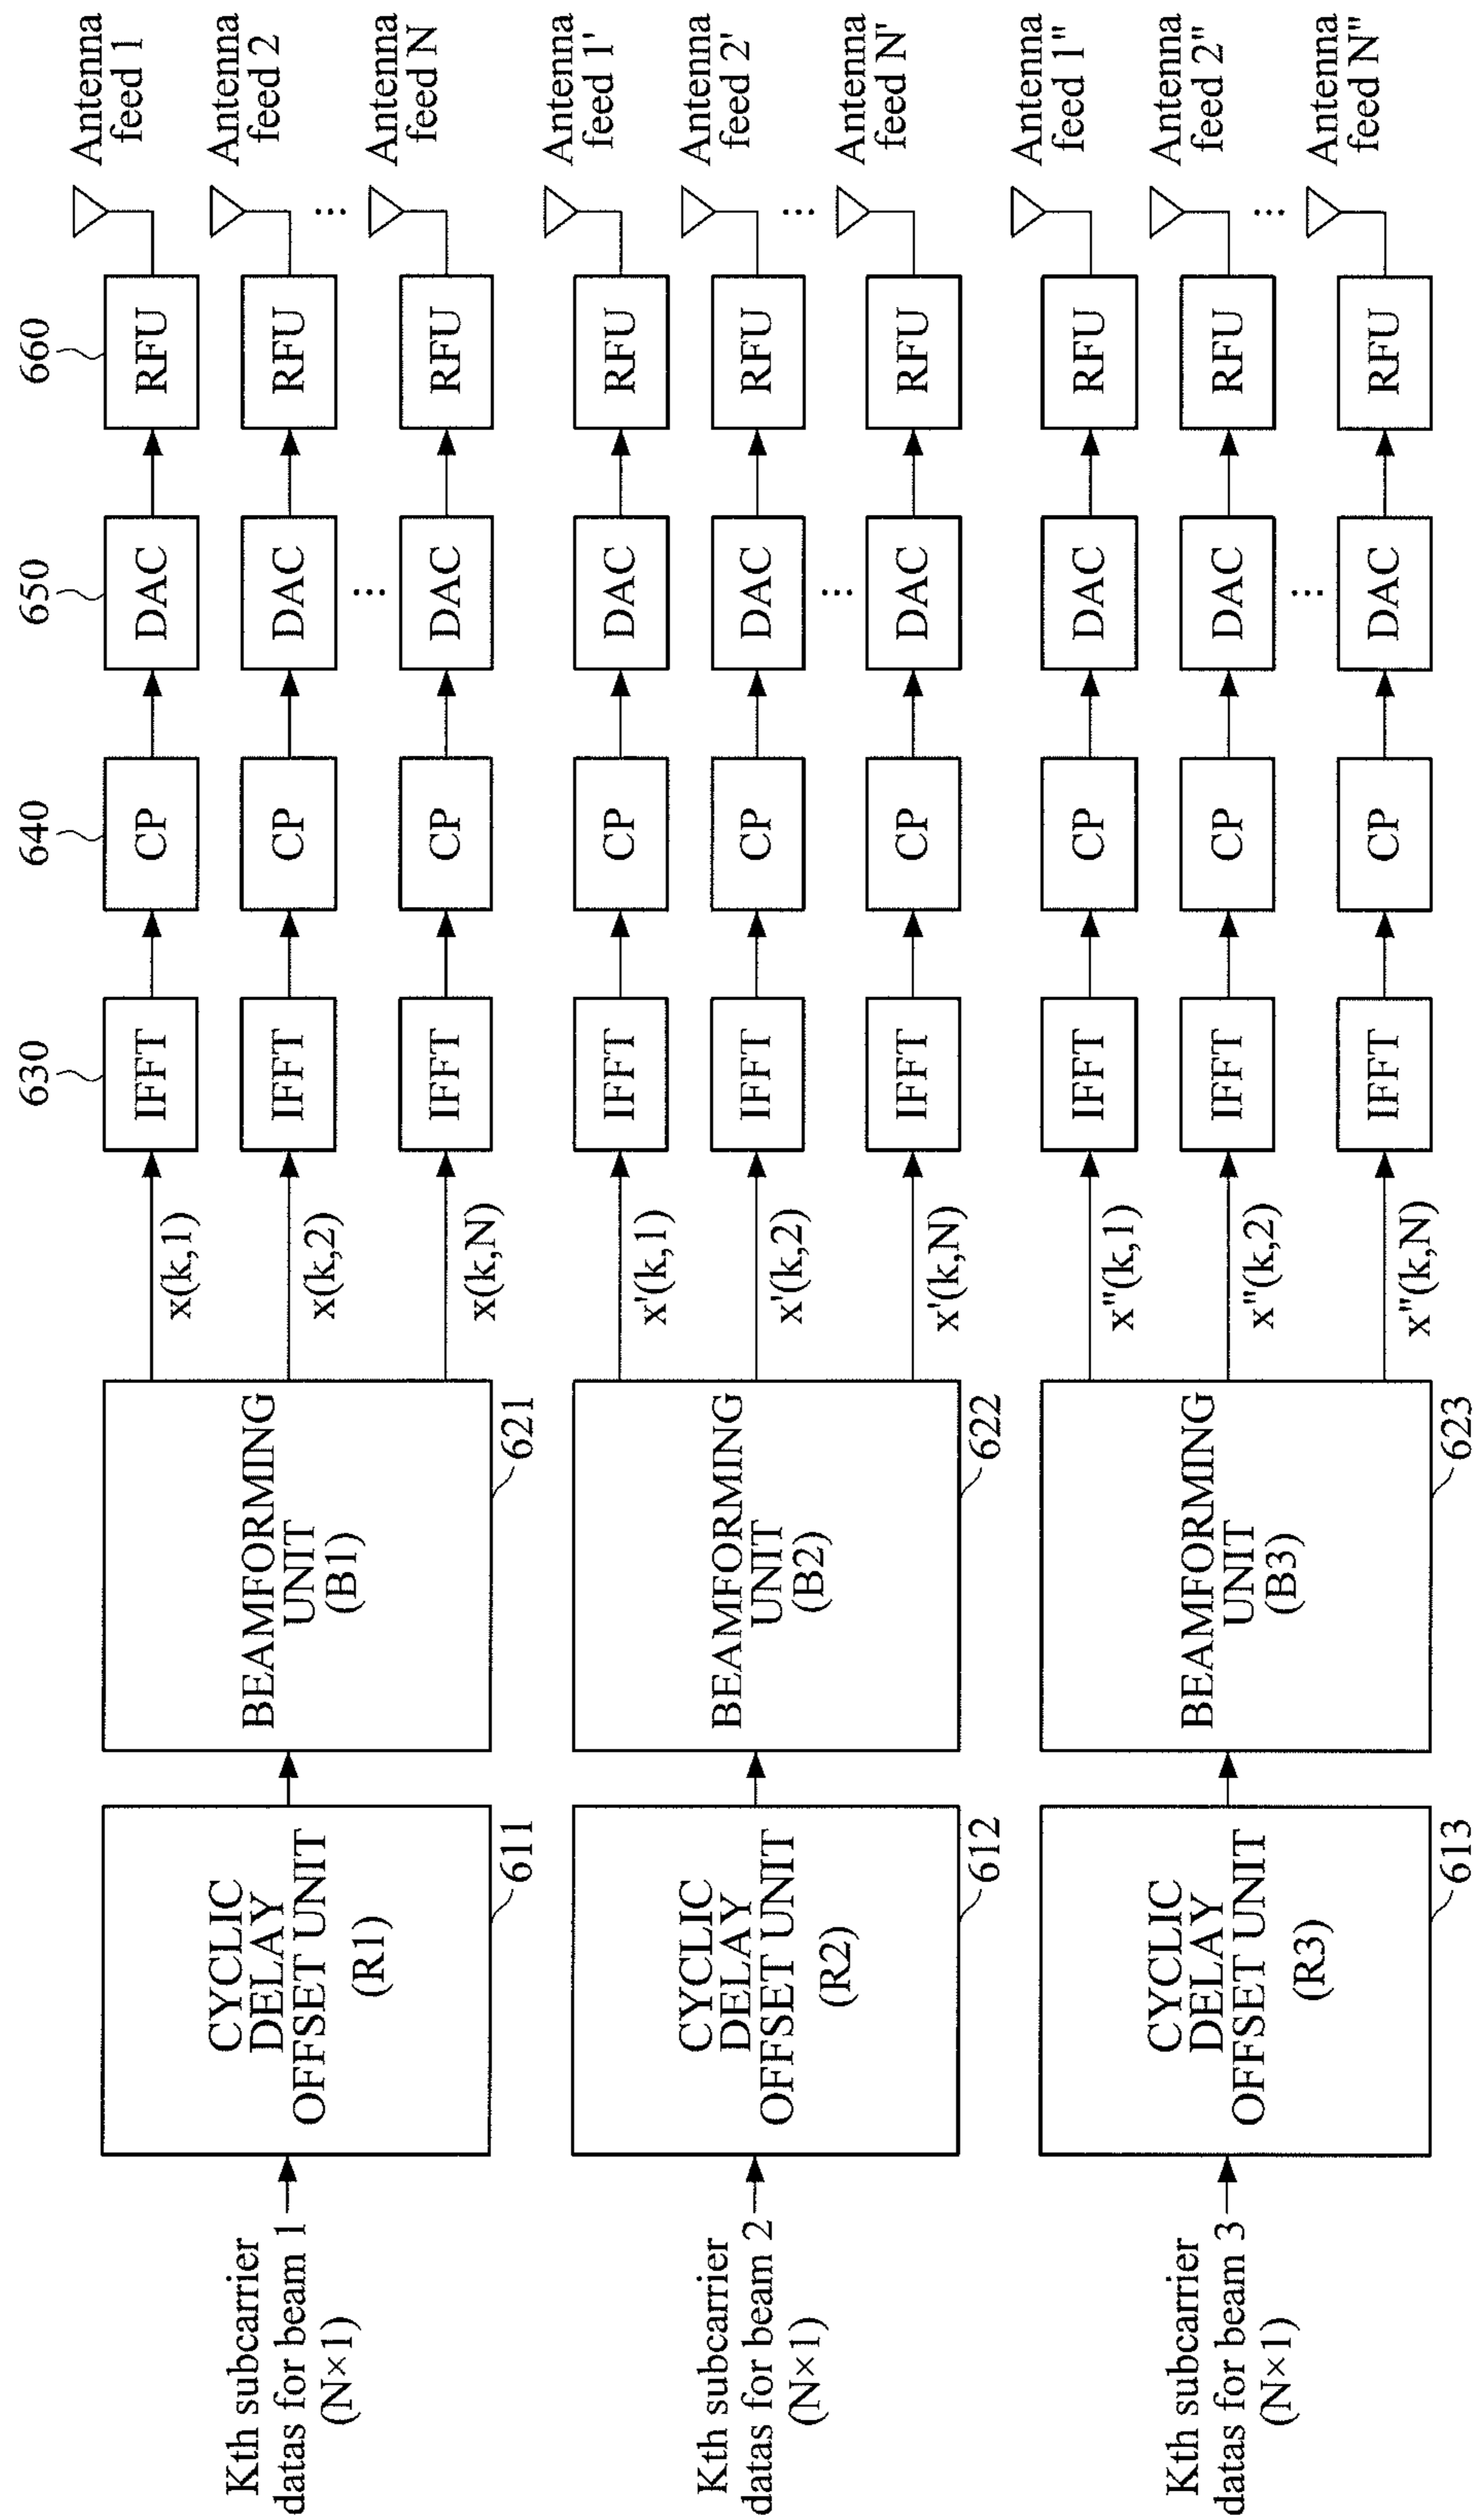 660
650
640
630
Kth subcarrier
datas for beam 1
(N×1)
CYCLIC
DELAY
OFFSET UNIT
(R1)
611
BEAMFORMING
UNIT
(B1)
621
x(k,1)
IFFT
CP
DAC
RFU
Antenna
feed 1
x(k,2)
IFFT
CP
DAC
RFU
Antenna
feed 2
...
...
x(k,N)
IFFT
CP
DAC
RFU
Antenna
feed N
Kth subcarrier
datas for beam 2
(N×1)
CYCLIC
DELAY
OFFSET UNIT
(R2)
612
BEAMFORMING
UNIT
(B2)
622
x'(k,1)
IFFT
CP
DAC
RFU
Antenna
feed 1'
x'(k,2)
IFFT
CP
DAC
RFU
Antenna
feed 2'
...
...
x'(k,N)
IFFT
CP
DAC
RFU
Antenna
feed N'
Kth subcarrier
datas for beam 3
(N×1)
CYCLIC
DELAY
OFFSET UNIT
(R3)
613
BEAMFORMING
UNIT
(B3)
623
x"(k,1)
IFFT
CP
DAC
RFU
Antenna
feed 1"
x"(k,2)
IFFT
CP
DAC
RFU
Antenna
feed 2"
...
...
x"(k,N)
IFFT
CP
DAC
RFU
Antenna
feed N"